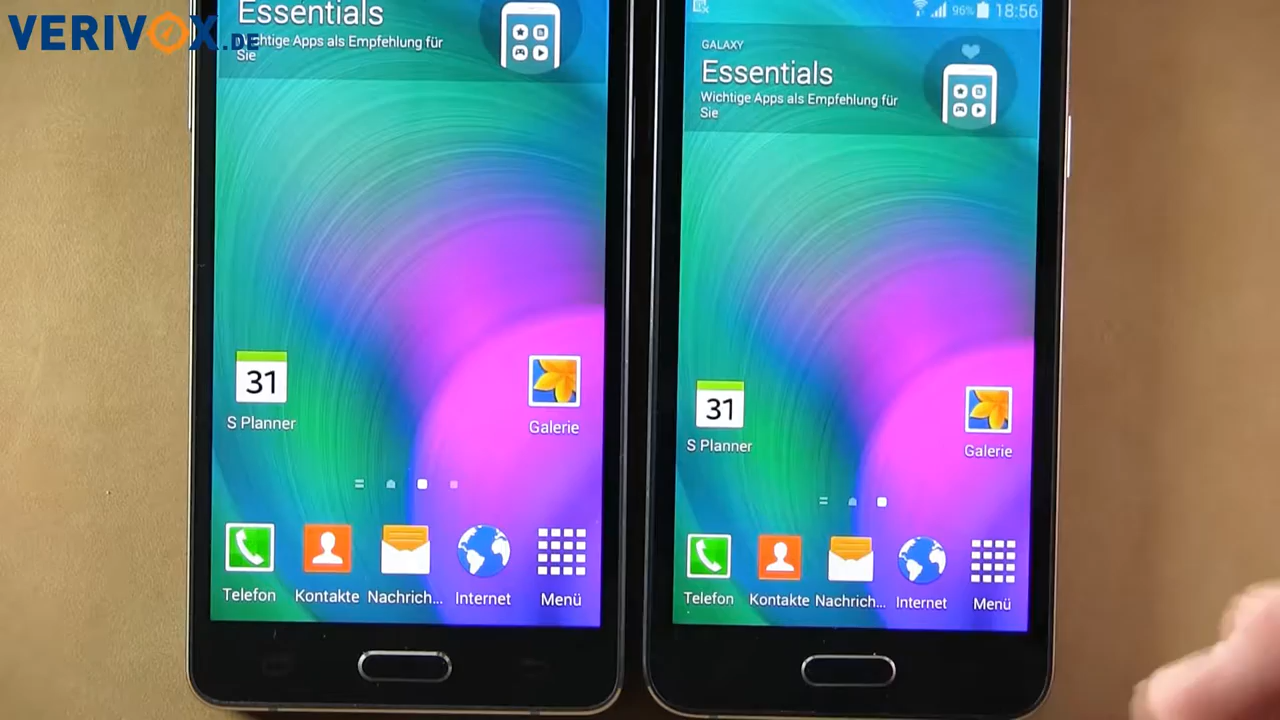 VERIVOX.DE
Essentials
Wichtige Apps als Empfehlung für
Sie
31
S Planner
Galerie
Telefon
Kontakte
Nachrich...
Internet
Menü
96%
18:56
GALAXY
Essentials
Wichtige Apps als Empfehlung für
Sie
31
S Planner
Galerie
Telefon
Kontakte
Nachrich...
Internet
Menü